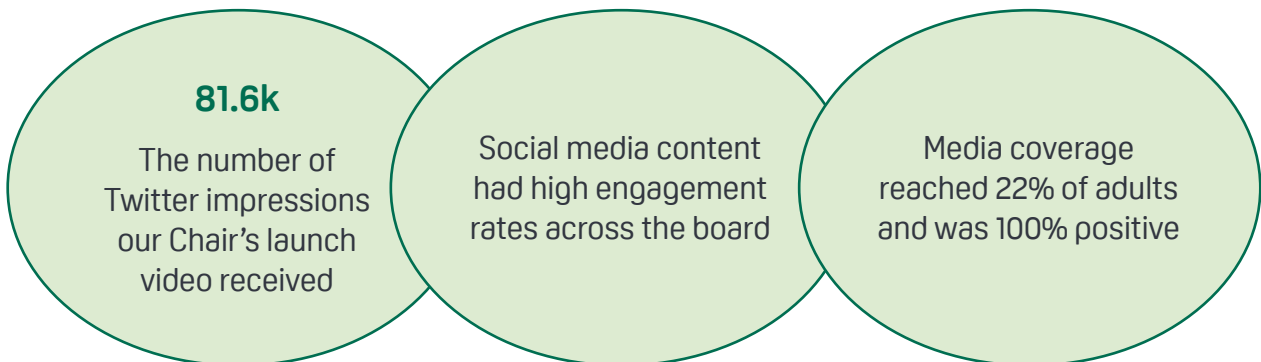 81.6k
The number of
Twitter impressions
our Chair's launch
video received
Social media content
had high engagement
rates across the board
Media coverage
reached 22% of adults
and was 100% positive